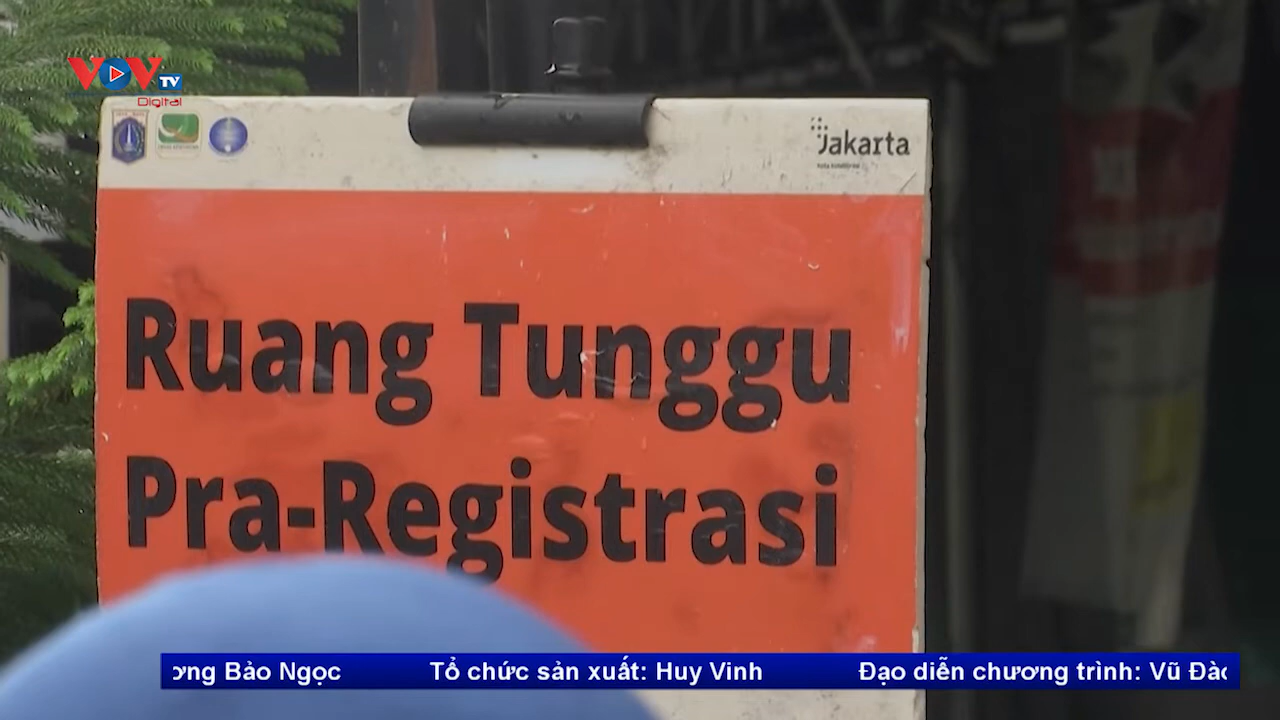 VOV TV
Digital
Jakarta
Ruang Tunggu
Pra-Registrasi
ơng Bảo Ngọc Tổ chức sản xuất: Huy Vinh Đạo diễn chương trình: Vũ Đà